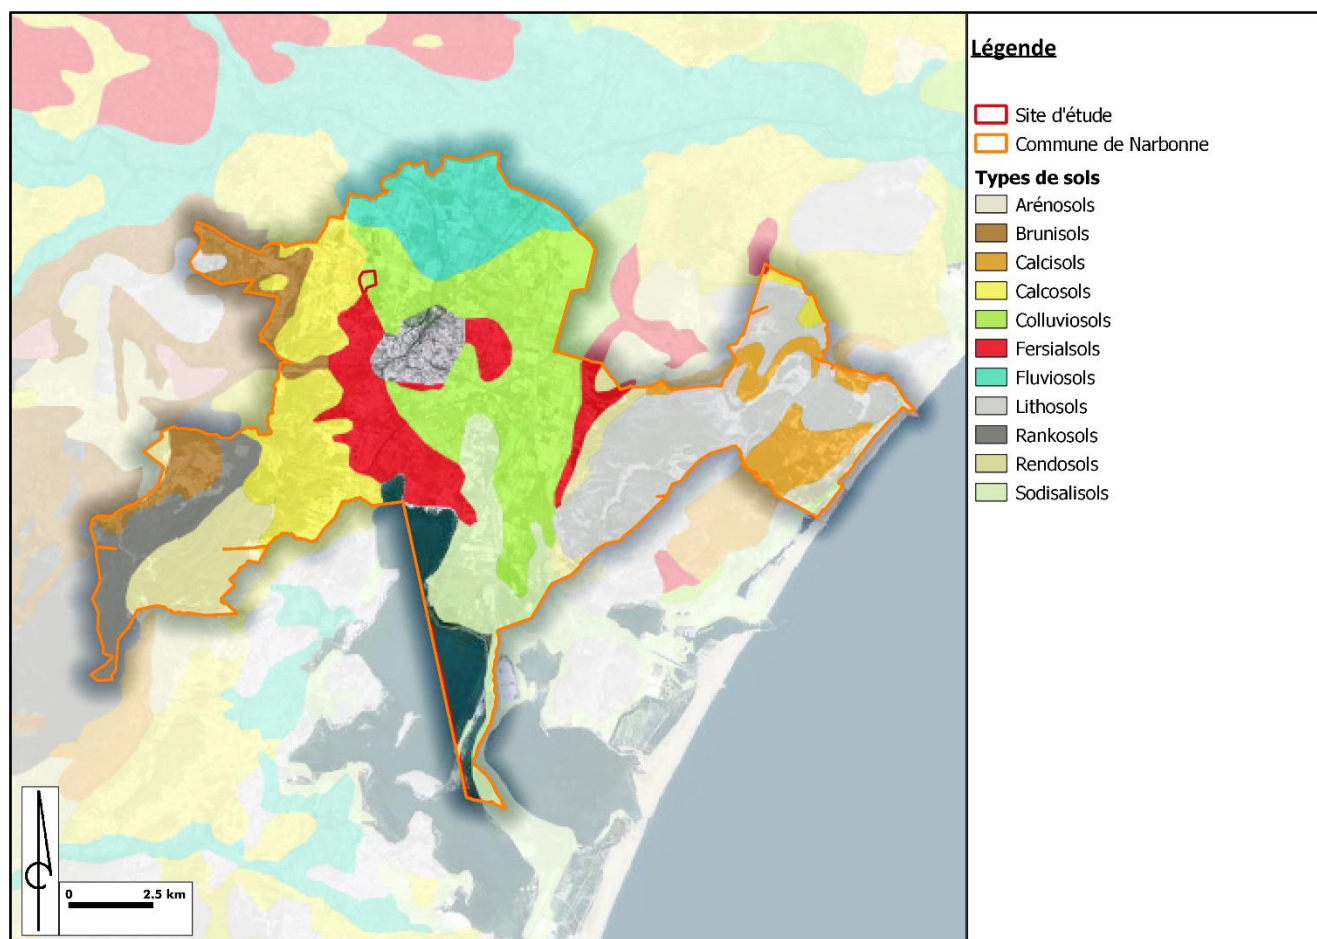 Légende
Site d'étude
Commune de Narbonne
Types de sols
Arénosols
Brunisols
Calcisols
Calcosols
Colluviosols
Fersialsols
Fluviosols
Lithosols
Rankosols
Rendosols
Sodisalisols
0 2.5 km